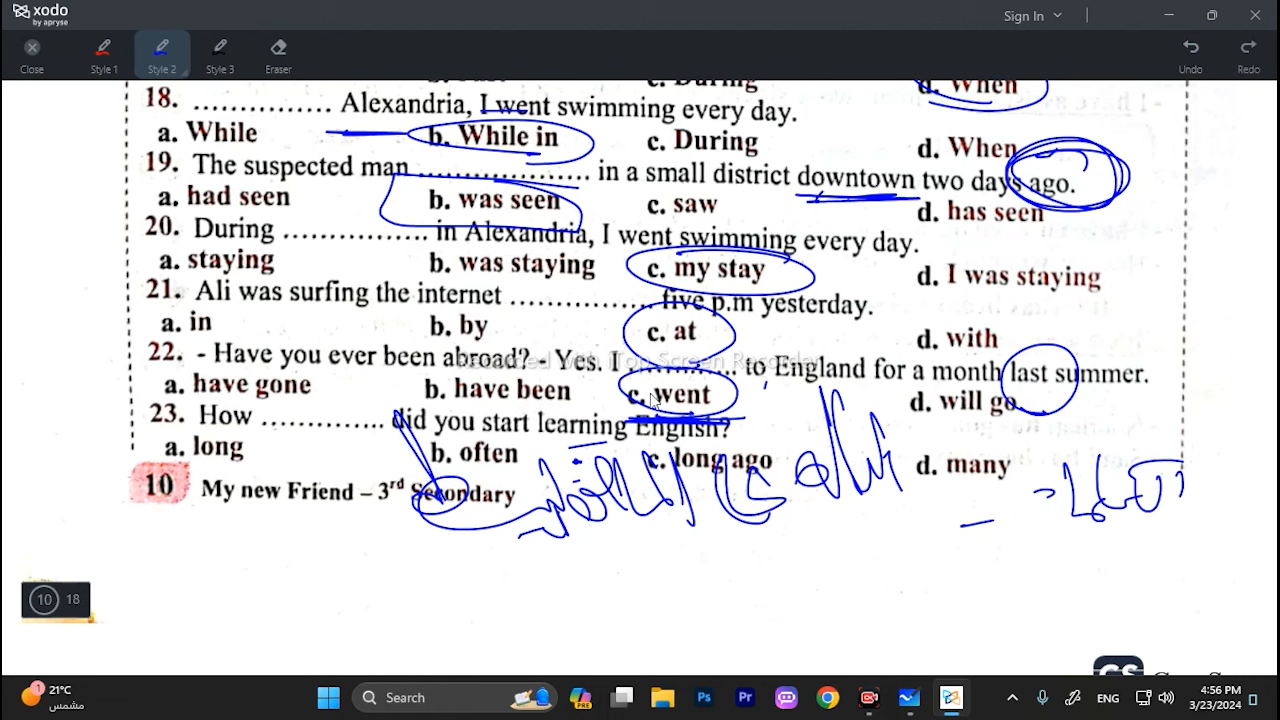 xodo
by apryse
Sign In
Close
Style 1
Style 2
Style 3
Eraser
Undo
Redo
c. During d. When
18. ............... Alexandria, I went swimming every day.
a. While b. While in c. During d. When
19. The suspected man .................... in a small district downtown two days ago.
a. had seen b. was seen c. saw d. has seen
20. During ................ in Alexandria, I went swimming every day.
a. staying b. was staying c. my stay d. I was staying
21. Ali was surfing the internet ................ five p.m yesterday.
a. in b. by c. at d. with
22. - Have you ever been abroad? - Yes. I ............ to England for a month last summer.
a. have gone b. have been c. went d. will go
23. How .............. did you start learning English?
a. long b. often c. long ago d. many
10 My new Friend – 3rd Secondary
10 18
1
21°C
مشمس
Search
PRE
Ps
Pr
ENG
4:56 PM
3/23/2024